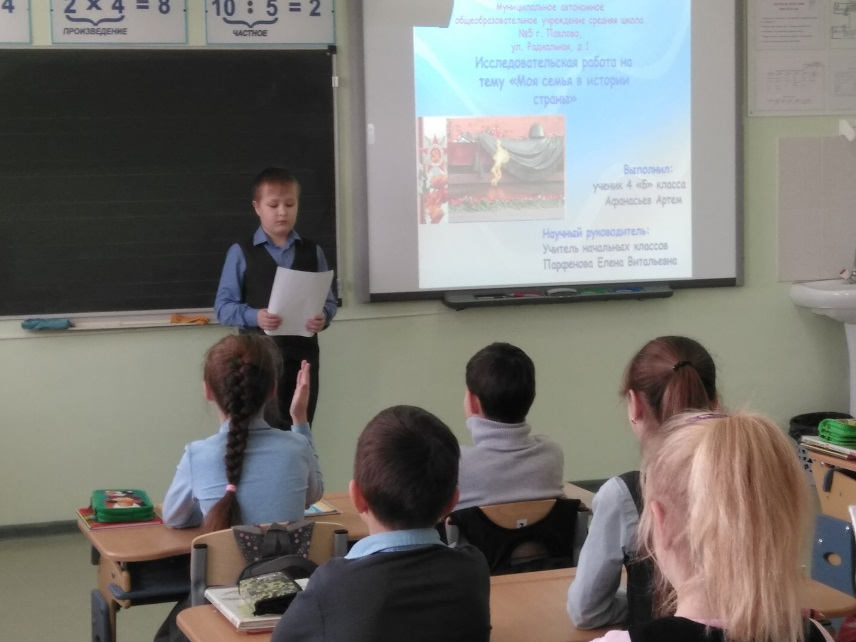 4
2 × 4 = 8
ПРОИЗВЕДЕНИЕ
10 : 5 = 2
ЧАСТНОЕ
Муниципальное автономное
общеобразовательное учреждение средняя школа
№5 г. Павлово,
ул. Радиальная, д 1
Исследовательская работа на
тему «Моя семья в истории
страны»
Выполнил:
ученик 4 «Б» класса
Афанасьев Артем
Научный руководитель:
Учитель начальных классов
Парфенова Елена Витальевна